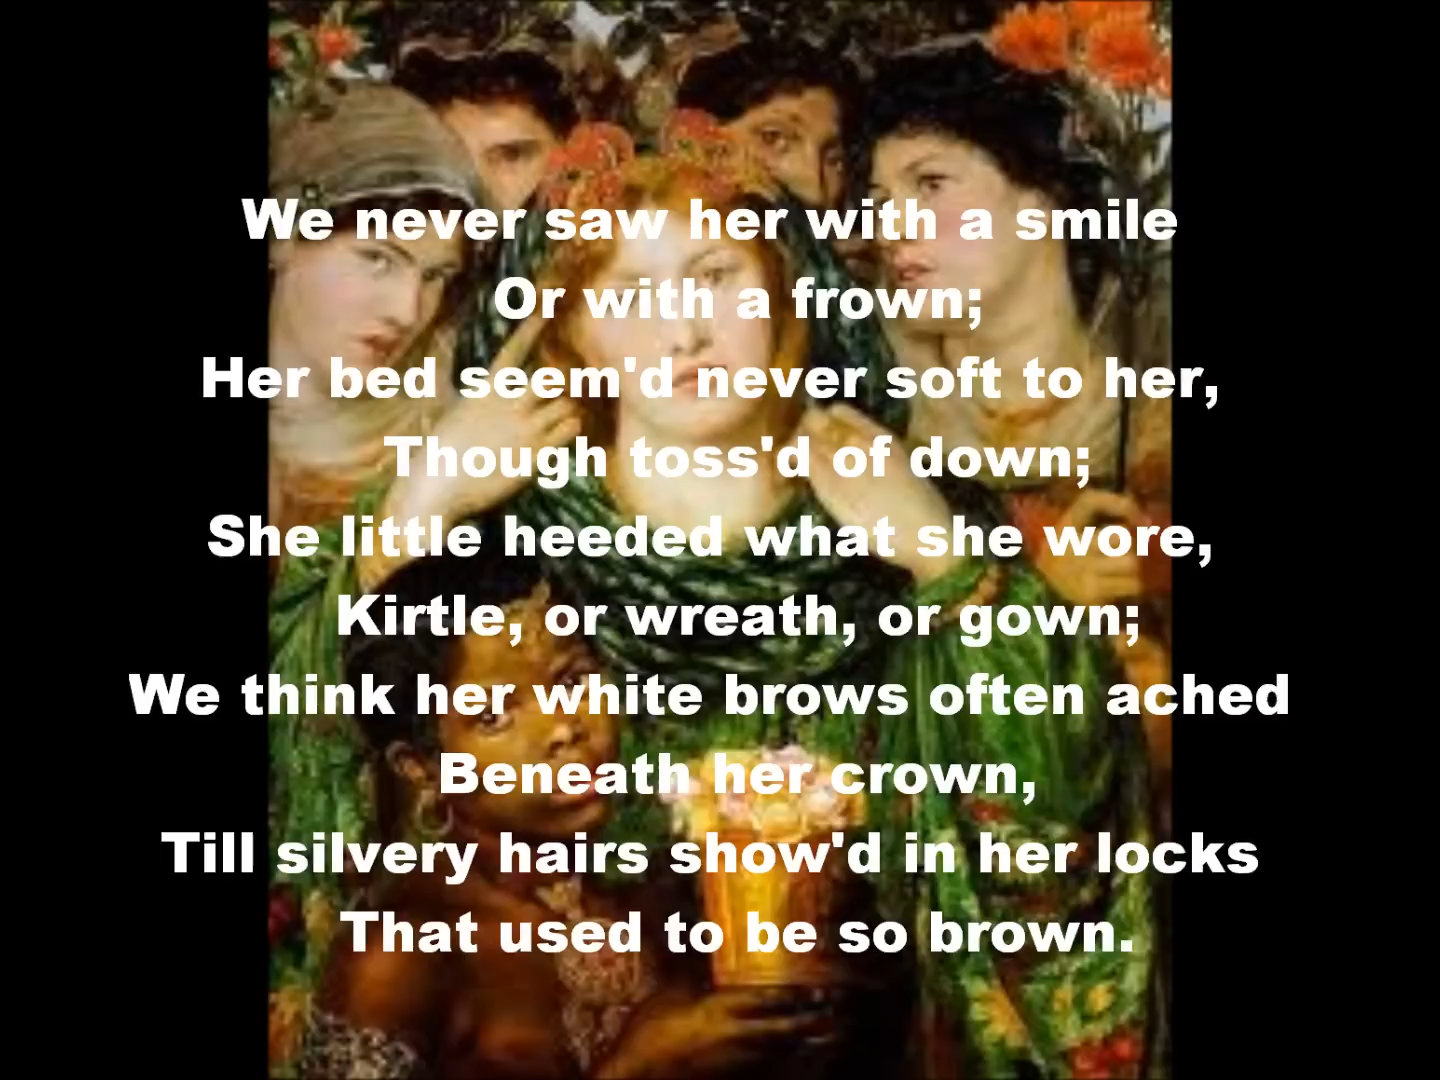 We never saw her with a smile
Or with a frown;
Her bed seem'd never soft to her,
Though toss'd of down;
She little heeded what she wore,
Kirtle, or wreath, or gown;
We think her white brows often ached
Beneath her crown,
Till silvery hairs show'd in her locks
That used to be so brown.